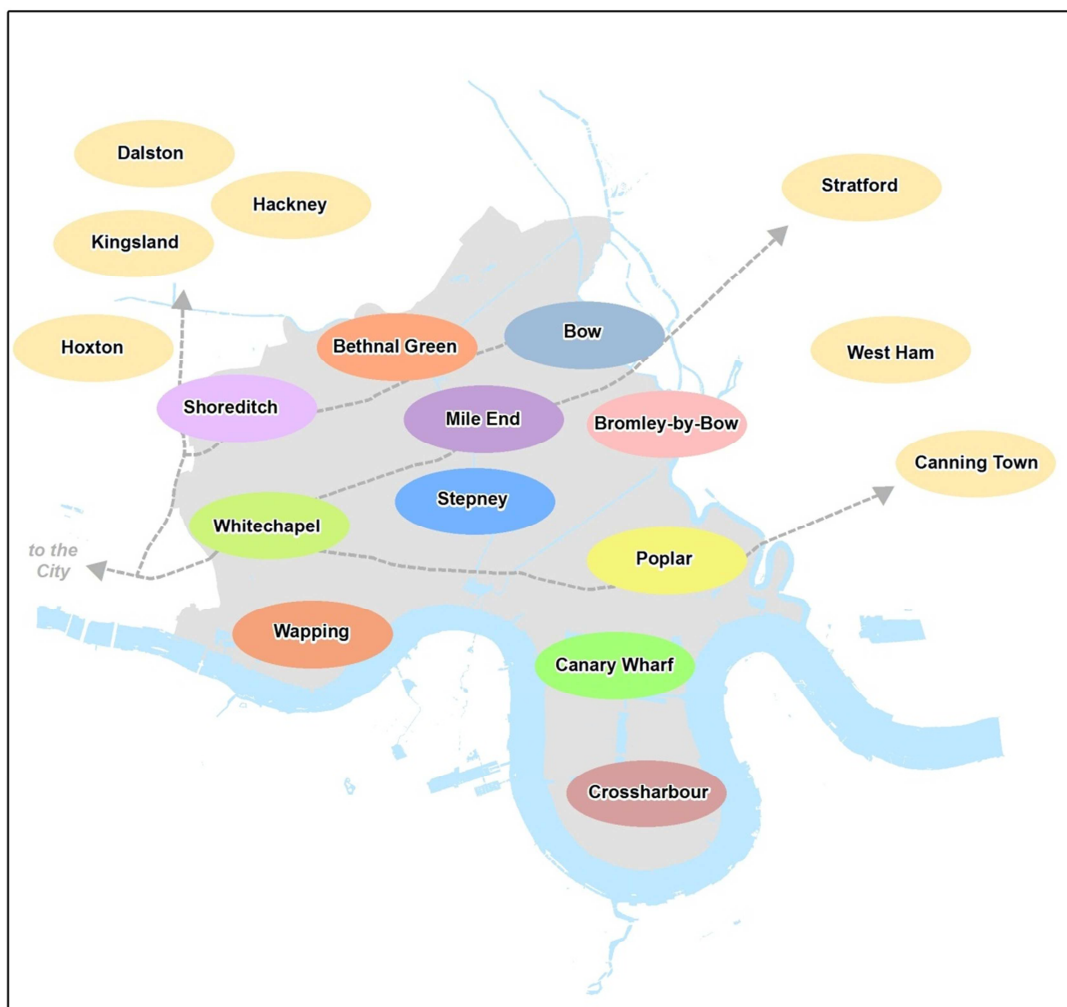 Dalston
Stratford
Hackney
Kingsland
Bow
Hoxton
Bethnal Green
West Ham
Shoreditch
Mile End
Bromley-by-Bow
Canning Town
Stepney
Whitechapel
to the
City
Poplar
Wapping
Canary Wharf
Crossharbour